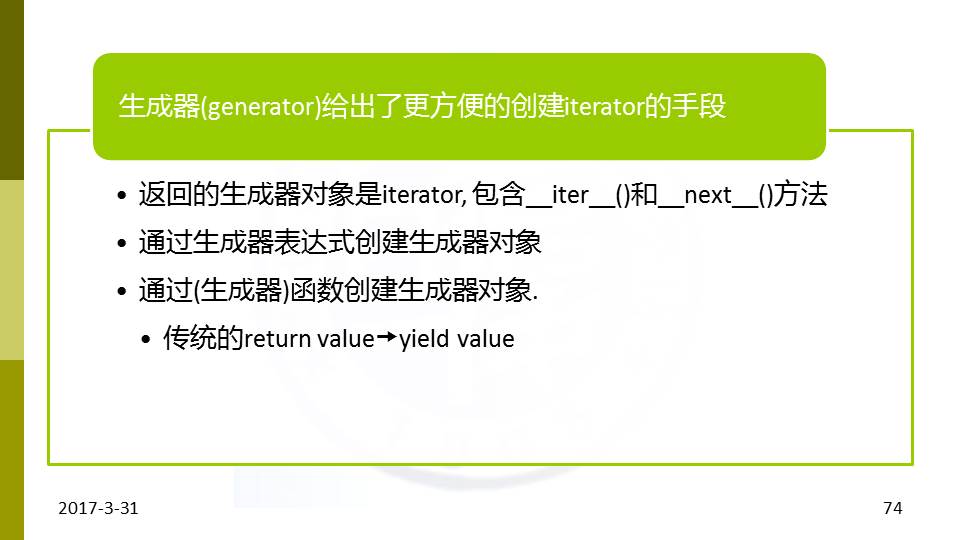 生成器(generator)给出了更方便的创建iterator的手段
• 返回的生成器对象是iterator, 包含__iter__()和__next__()方法
• 通过生成器表达式创建生成器对象
• 通过(生成器)函数创建生成器对象.
• 传统的return value→yield value
2017-3-31
74